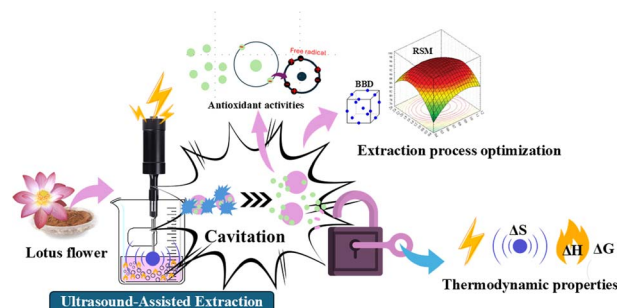 Free radical
RSM
BBD
Antioxidant activities
Extraction process optimization
Lotus flower
Cavitation
ΔS
ΔH
ΔG
Thermodynamic properties
Ultrasound-Assisted Extraction